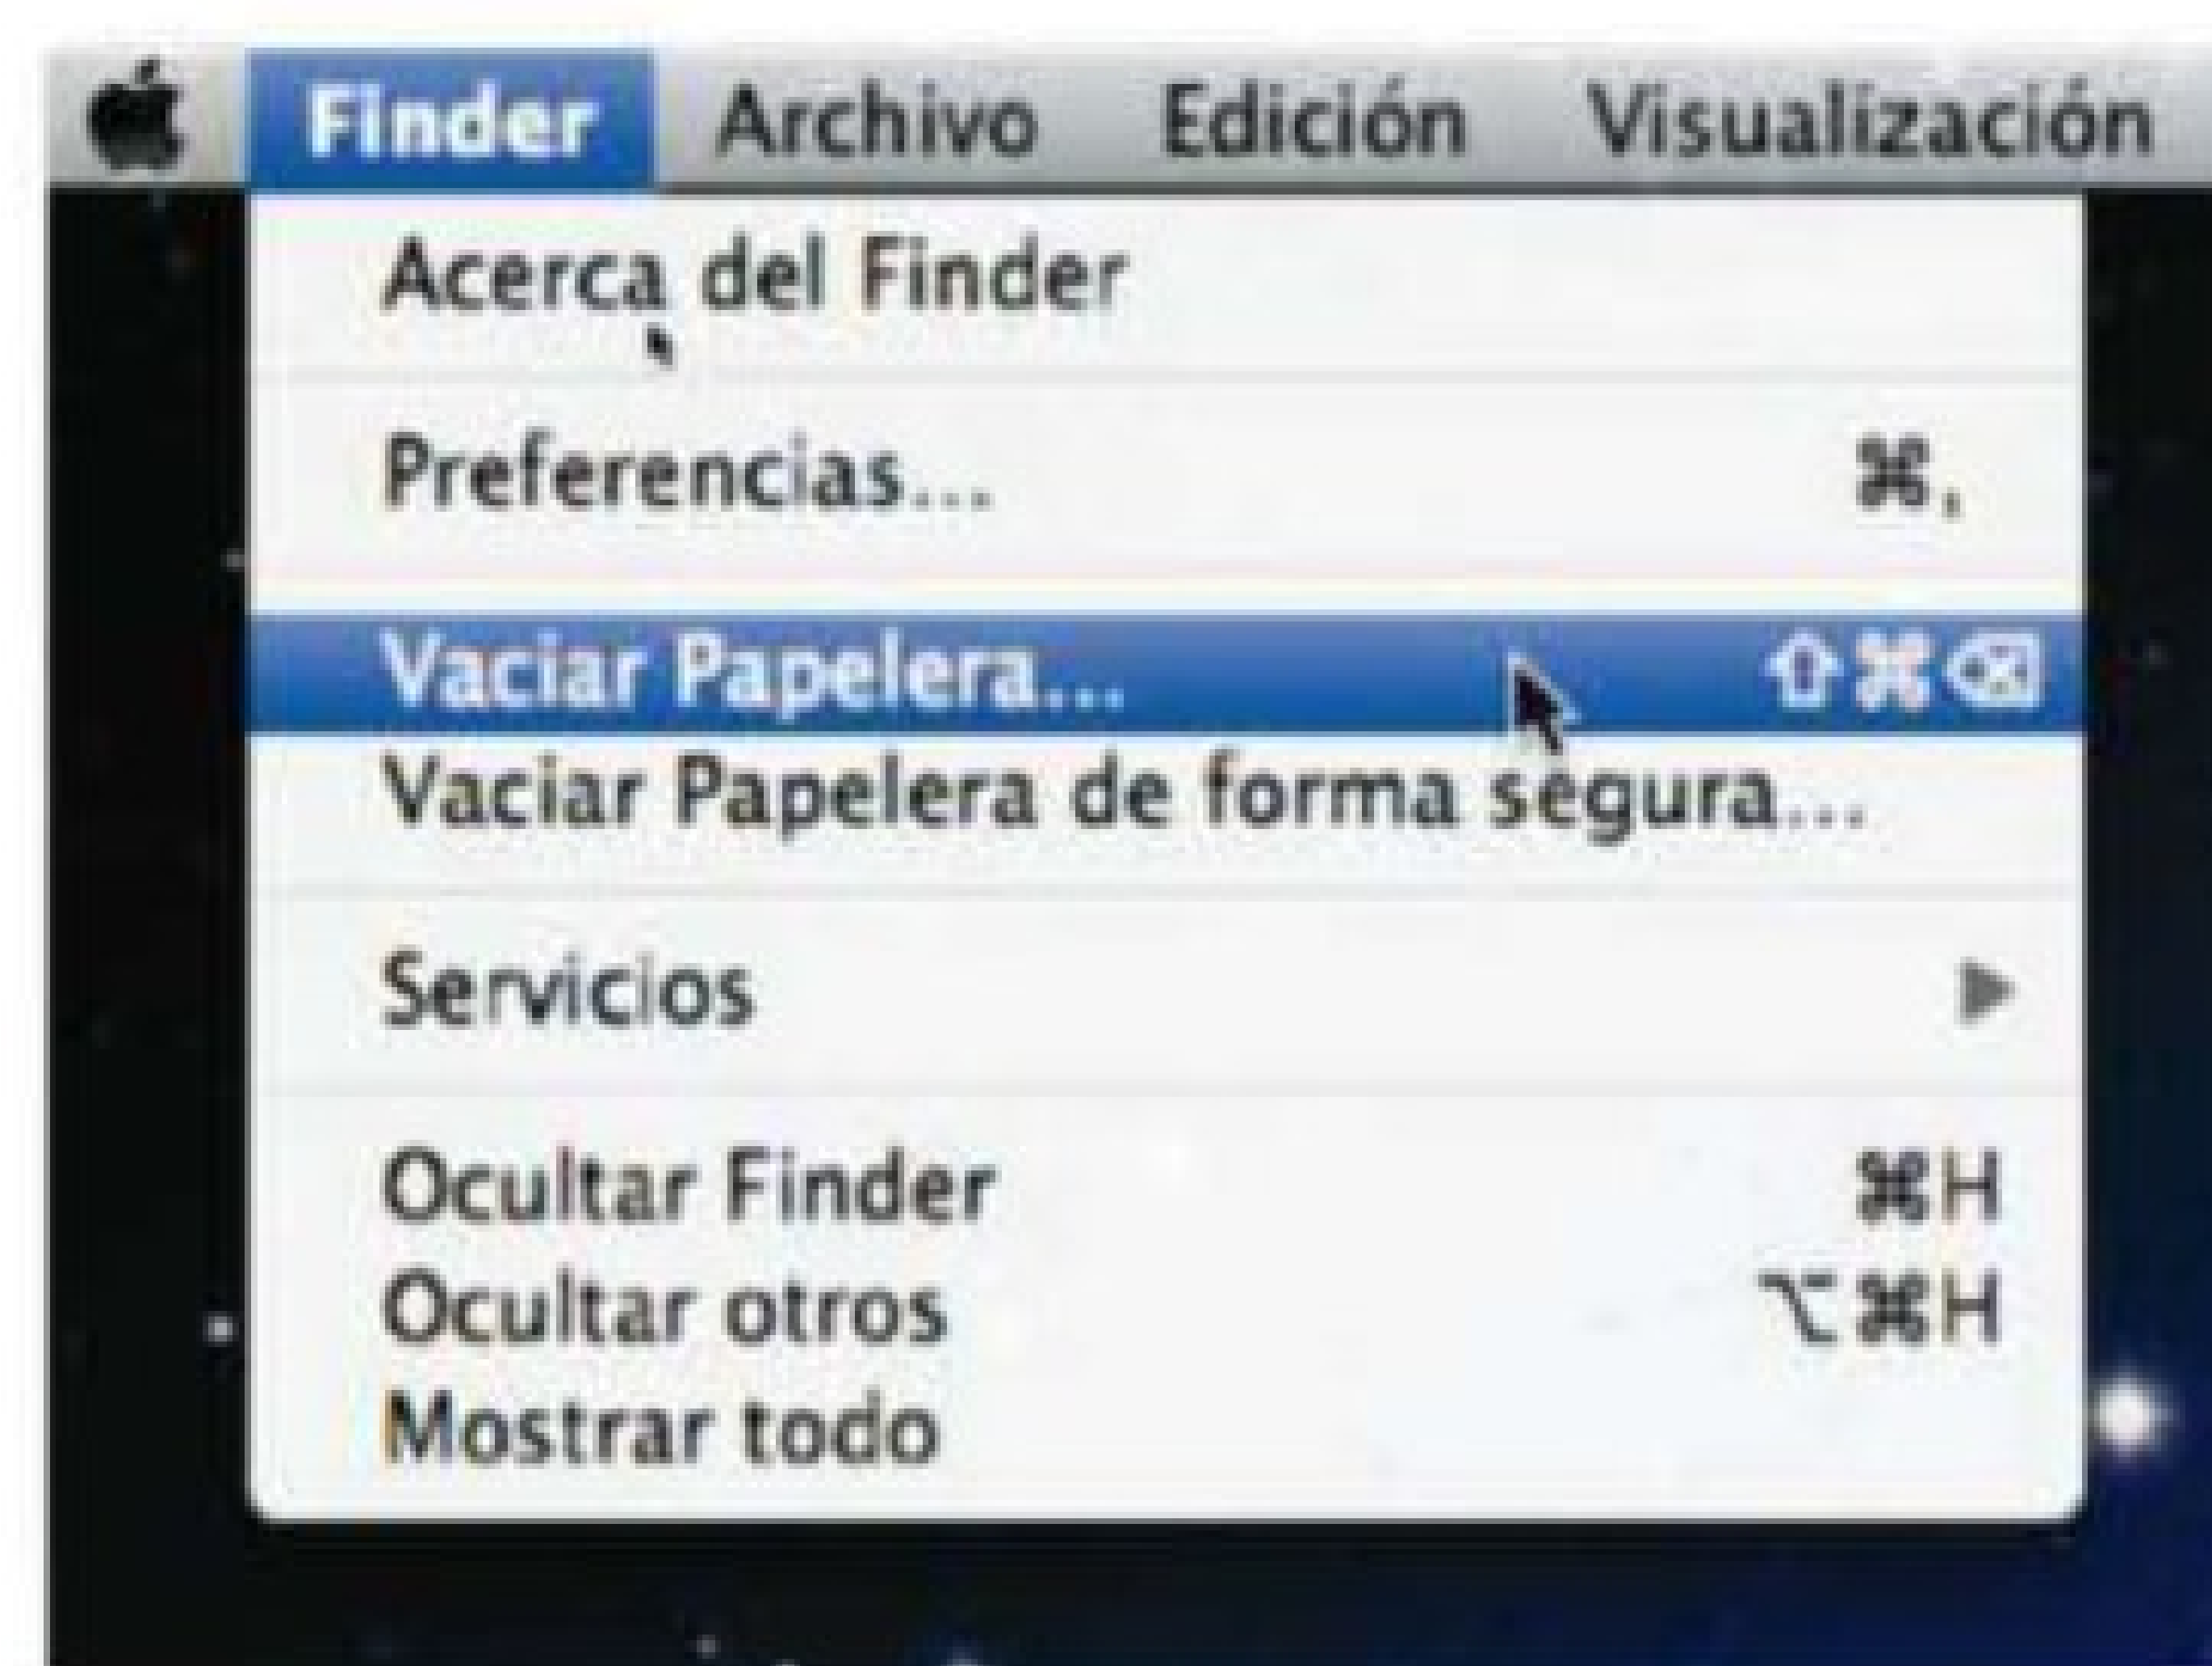 Finder Archivo Edición Visualización
Acerca del Finder
Preferencias... ⌘,
Vaciar Papelera... ⇧⌘⌫
Vaciar Papelera de forma segura...
Servicios ▶
Ocultar Finder ⌘H
Ocultar otros ⌥⌘H
Mostrar todo